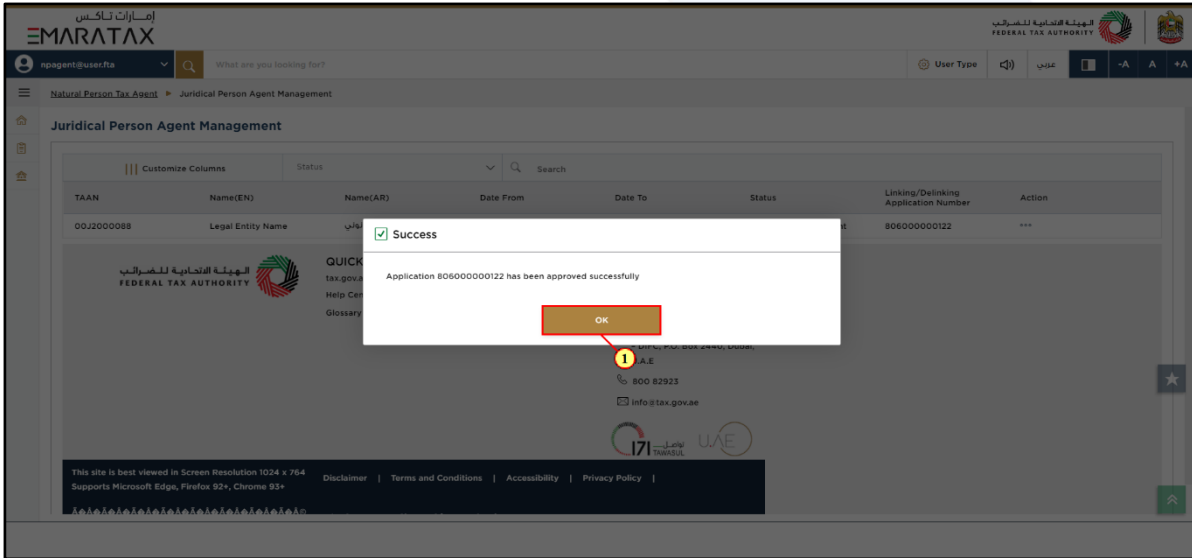 إمـــارات تــاكــس
EMARATAX
الهيئة الاتحادية للضرائب
FEDERAL TAX AUTHORITY
npagent@user.fta
What are you looking for?
User Type
عربي
-A A +A
Natural Person Tax Agent Juridical Person Agent Management
Juridical Person Agent Management
Customize Columns Status Search
TAAN Name(EN) Name(AR) Date From Date To Status Linking/Delinking Application Number Action
00J2000088 Legal Entity Name 806000000122 ***
Success
Application 806000000122 has been approved successfully
OK
1
الهيئة الاتحادية للضرائب
FEDERAL TAX AUTHORITY
QUICK
tax.gov.a
Help Cen
Glossary
- DIFC, P.O. Box 2440, Dubai,
.A.E
800 82923
info@tax.gov.ae
171 تواصل TAWASUL
UAE
This site is best viewed in Screen Resolution 1024 x 764
Supports Microsoft Edge, Firefox 92+, Chrome 93+
Disclaimer | Terms and Conditions | Accessibility | Privacy Policy |